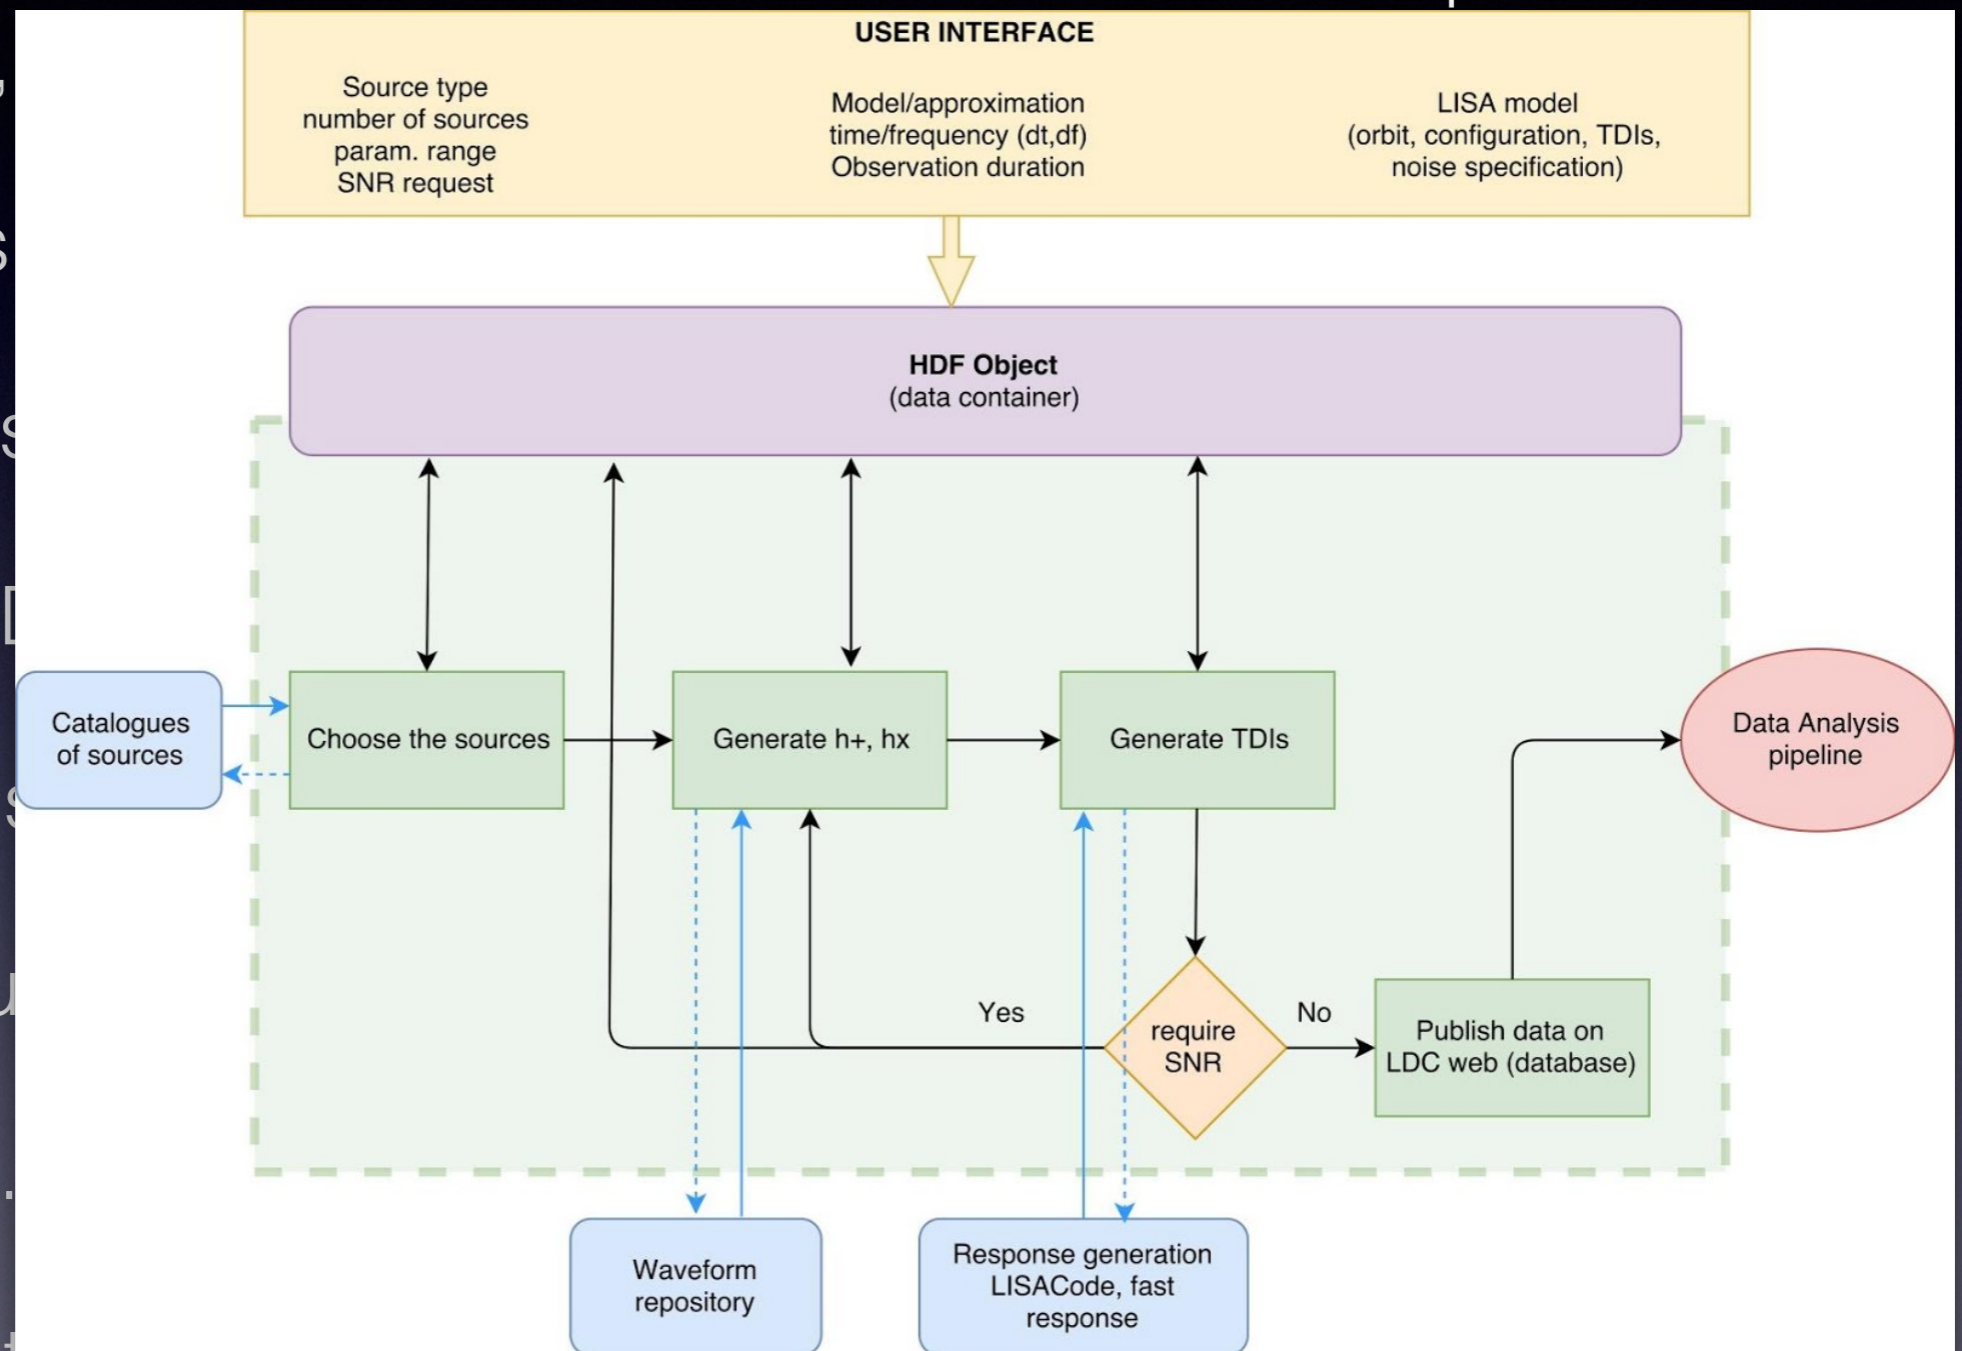 USER INTERFACE
Source type
number of sources
param. range
SNR request
Model/approximation
time/frequency (dt,df)
Observation duration
LISA model
(orbit, configuration, TDIs,
noise specification)
HDF Object
(data container)
Catalogues
of sources
Choose the sources
Generate h+, hx
Generate TDIs
Data Analysis
pipeline
Yes
require
SNR
No
Publish data on
LDC web (database)
Waveform
repository
Response generation
LISACode, fast
response